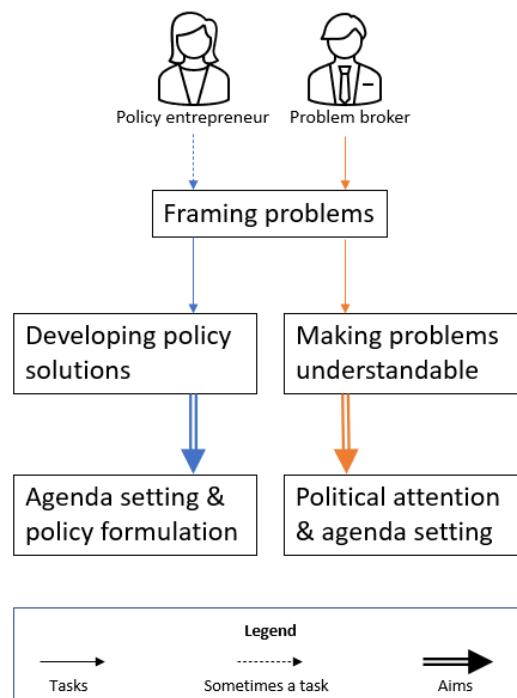 Policy entrepreneur
Problem broker
Framing problems
Developing policy
solutions
Making problems
understandable
Agenda setting &
policy formulation
Political attention
& agenda setting
Legend
Tasks
Sometimes a task
Aims